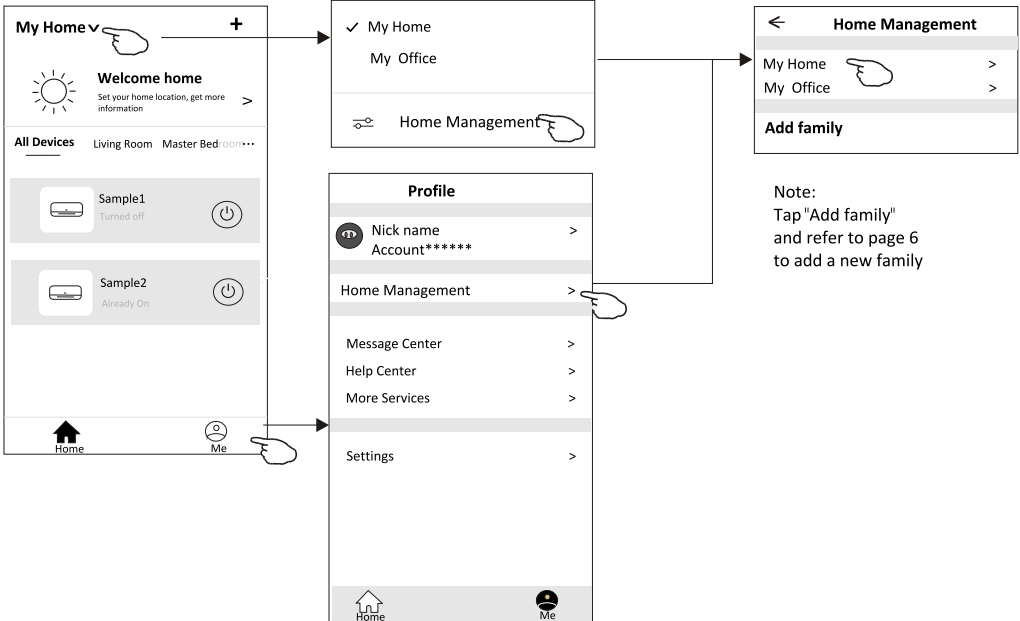 My Home
+
Welcome home
Set your home location, get more
information
>
All Devices
Living Room
Master Bedroom
...
Sample1
Turned off
Sample2
Already On
Home
Me
✓ My Home
My Office
Home Management
Profile
Nick name
>
Account******
Home Management
>
Message Center
>
Help Center
>
More Services
>
Settings
>
Home
Me
← Home Management
My Home
>
My Office
>
Add family
Note:
Tap "Add family"
and refer to page 6
to add a new family